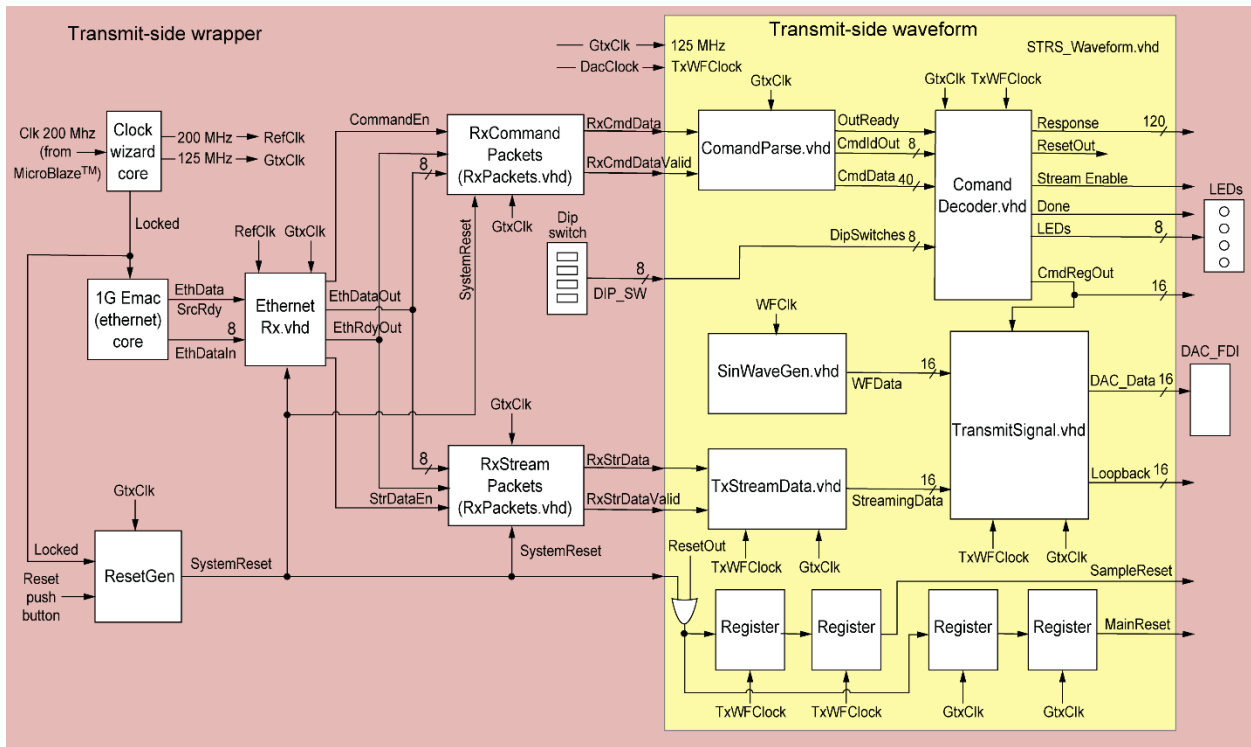 Transmit-side wrapper
Transmit-side waveform
STRS_Waveform.vhd
GtxClk
125 MHz
DacClock
TxWFClock
Clk 200 Mhz
(from
MicroBlaze™)
Clock
wizard
core
200 MHz
RefClk
125 MHz
GtxClk
Locked
1G Emac
(ethernet)
core
EthData
SrcRdy
8
EthDataIn
RefClk
GtxClk
Ethernet
Rx.vhd
CommandEn
EthDataOut
EthRdyOut
StrDataEn
8
RxCommand
Packets
(RxPackets.vhd)
GtxClk
SystemReset
RxCmdData
RxCmdDataValid
Dip
switch
8
DIP_SW
GtxClk
ComandParse.vhd
OutReady
CmdIdOut
8
CmdData
40
DipSwitches
8
GtxClk
TxWFClock
Comand
Decoder.vhd
Response
120
ResetOut
Stream Enable
Done
LEDs
8
CmdRegOut
16
LEDs
WFClk
SinWaveGen.vhd
16
WFData
TransmitSignal.vhd
DAC_Data
16
DAC_FDI
Loopback
16
TxWFClock
GtxClk
GtxClk
8
RxStream
Packets
(RxPackets.vhd)
RxStrData
RxStrDataValid
SystemReset
TxStreamData.vhd
16
StreamingData
TxWFClock
GtxClk
GtxClk
Locked
Reset
push
button
ResetGen
SystemReset
ResetOut
Register
Register
Register
Register
SampleReset
MainReset
TxWFClock
TxWFClock
GtxClk
GtxClk